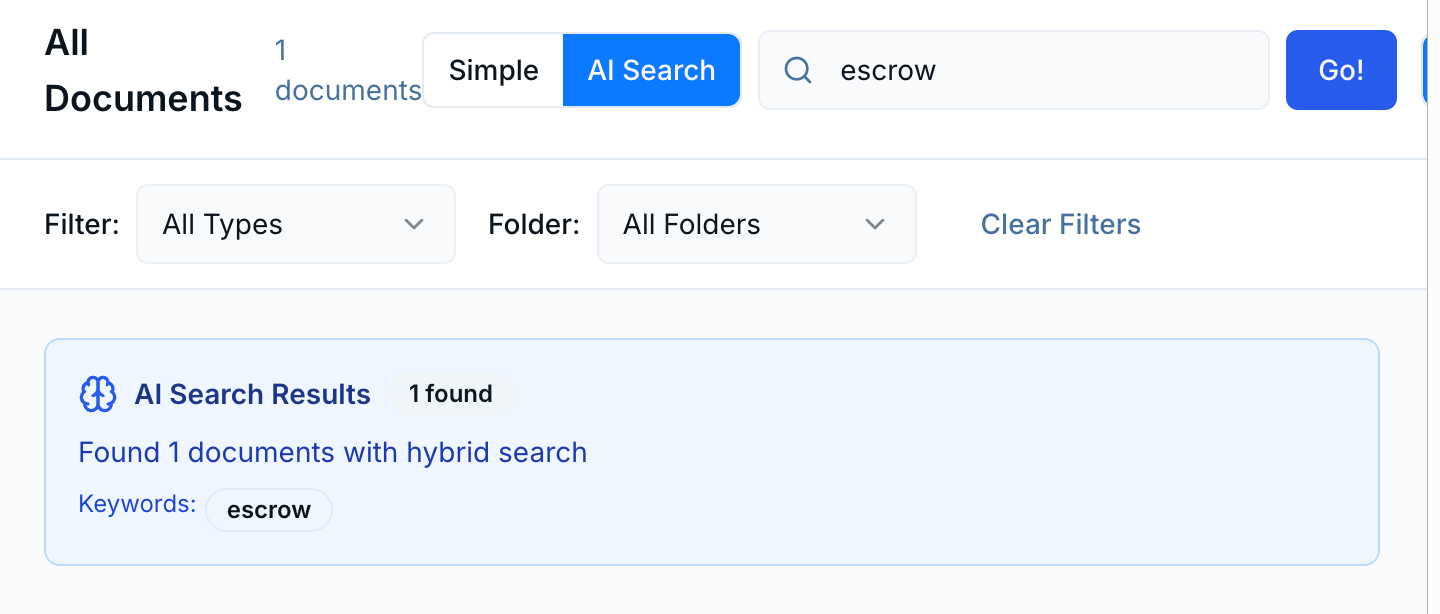 All
Documents
1
documents
Simple
AI Search
escrow
Go!
Filter:
All Types
Folder:
All Folders
Clear Filters
AI Search Results
1 found
Found 1 documents with hybrid search
Keywords:
escrow